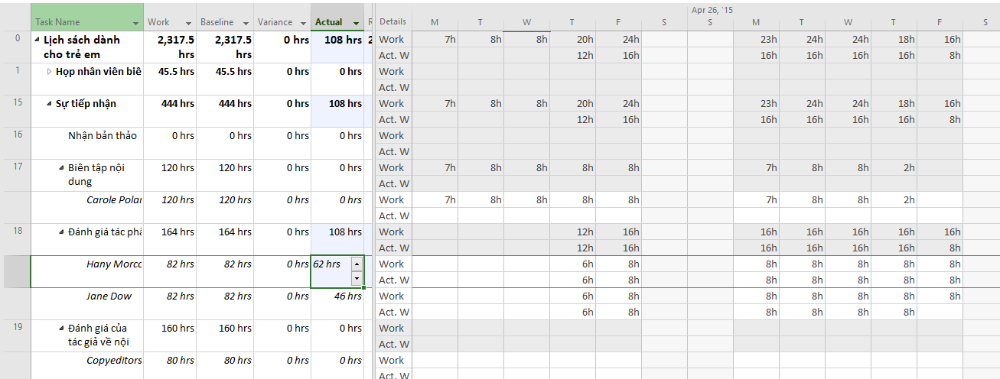 Apr 26, '15
Task Name Work Baseline Variance Actual R Details M T W T F S S M T W T F S
0 Lịch sách dành 2,317.5 2,317.5 0 hrs 108 hrs 2 Work 7h 8h 8h 20h 24h 23h 24h 24h 18h 16h
cho trẻ em hrs hrs Act. W 12h 16h 16h 16h 16h 16h 8h
1 Họp nhân viên biê 45.5 hrs 45.5 hrs 0 hrs 0 hrs Work
Act. W
15 Sự tiếp nhận 444 hrs 444 hrs 0 hrs 108 hrs Work 7h 8h 8h 20h 24h 23h 24h 24h 18h 16h
Act. W 12h 16h 16h 16h 16h 16h 8h
16 Nhận bản thảo 0 hrs 0 hrs 0 hrs 0 hrs Work
Act. W
17 Biên tập nội 120 hrs 120 hrs 0 hrs 0 hrs Work 7h 8h 8h 8h 8h 7h 8h 8h 2h
dung Act. W
Carole Polar 120 hrs 120 hrs 0 hrs 0 hrs Work 7h 8h 8h 8h 8h 7h 8h 8h 2h
Act. W
18 Đánh giá tác phẩ 164 hrs 164 hrs 0 hrs 108 hrs Work 12h 16h 16h 16h 16h 16h 16h
Act. W 12h 16h 16h 16h 16h 16h 8h
Hany Morcc 82 hrs 82 hrs 0 hrs 62 hrs Work 6h 8h 8h 8h 8h 8h 8h
Act. W 6h 8h 8h 8h 8h 8h 8h
Jane Dow 82 hrs 82 hrs 0 hrs 46 hrs Work 6h 8h 8h 8h 8h 8h 8h
Act. W 6h 8h 8h 8h 8h 8h
19 Đánh giá của 160 hrs 160 hrs 0 hrs 0 hrs Work
tác giả về nội Act. W
Copyeditors 80 hrs 80 hrs 0 hrs 0 hrs Work
Act. W